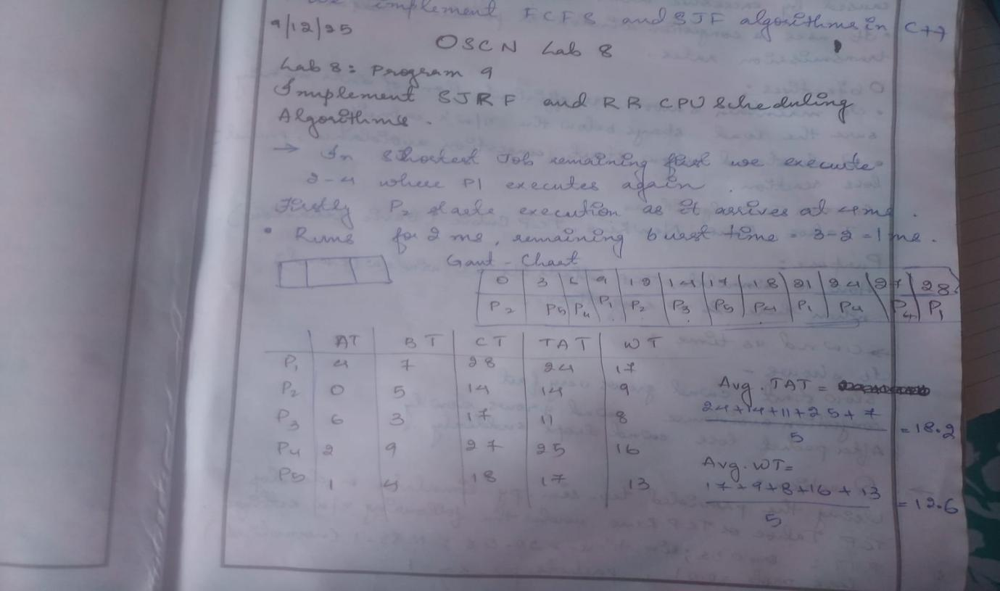 we implement FCFS and SJF algorithms in C++
9/12/25
OSCN Lab 8
Lab 8: Program 9
Implement SJRF and RR CPU Scheduling
Algorithms.
→ In Shortest Job remaining first we execute
2-4 where P1 executes again.
Firstly P2 starts execution as it arrives at 4ms.
• Runs for 2 ms, remaining burst time = 3-2 = 1 ms.
Gant - Chart
0 3 6 9 12 14 17 18 21 24 27 28
P2 P5 P4 P1 P2 P3 P5 P4 P1 P4 P4 P1
AT BT CT TAT WT
P1 4 7 28 24 17
P2 0 5 14 14 9
P3 6 3 17 11 8
P4 2 9 27 25 16
P5 1 4 18 17 13
Avg. TAT =
24+14+11+25+7
5
= 18.2
Avg. WT=
17+9+8+16+13
5
= 12.6